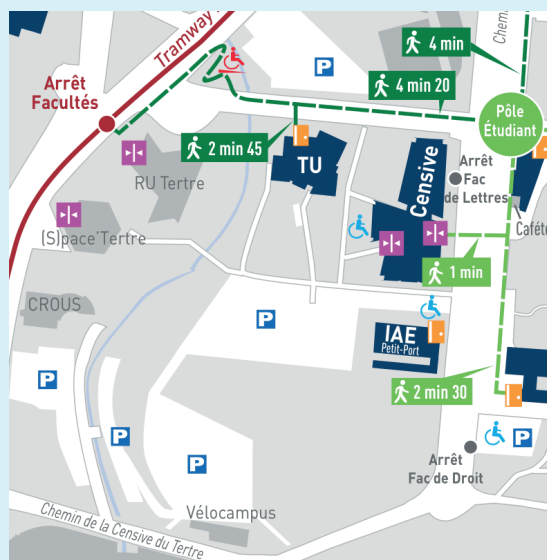 Tramway
Chemin
4 min
P
Arrêt
Facultés
4 min 20
Pôle
Étudiant
2 min 45
TU
Censive
Arrêt
Fac
de Lettres
RU Tertre
(S)pace'Tertre
1 min
CROUS
P
IAE
Petit-Port
P
2 min 30
P
P
P
Arrêt
Fac de Droit
Vélocampus
Chemin de la Censive du Tertre